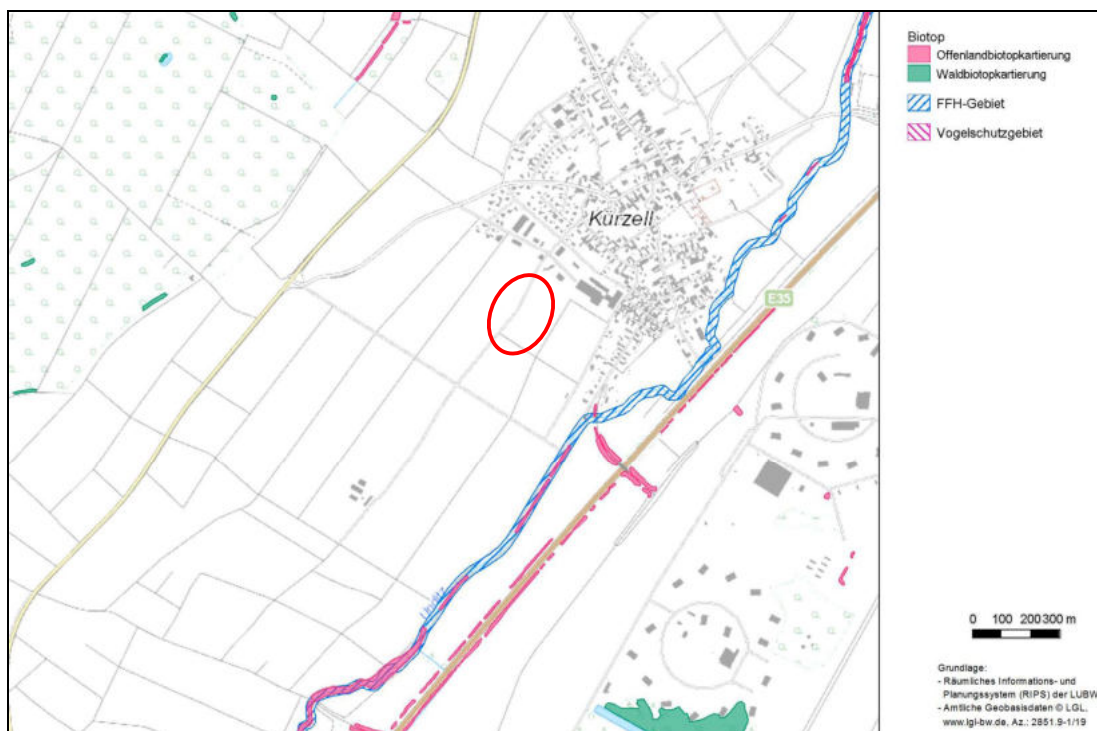 Biotop
Offenlandbiotopkartierung
Waldbiotopkartierung
FFH-Gebiet
Vogelschutzgebiet
Kürzell
E35
0 100 200 300 m
Grundlage:
- Räumliches Informations- und
Planungssystem (RIPS) der LUBW
- Amtliche Geobasisdaten © LGL,
www.lgl-bw.de, Az.: 2851.9-1/19